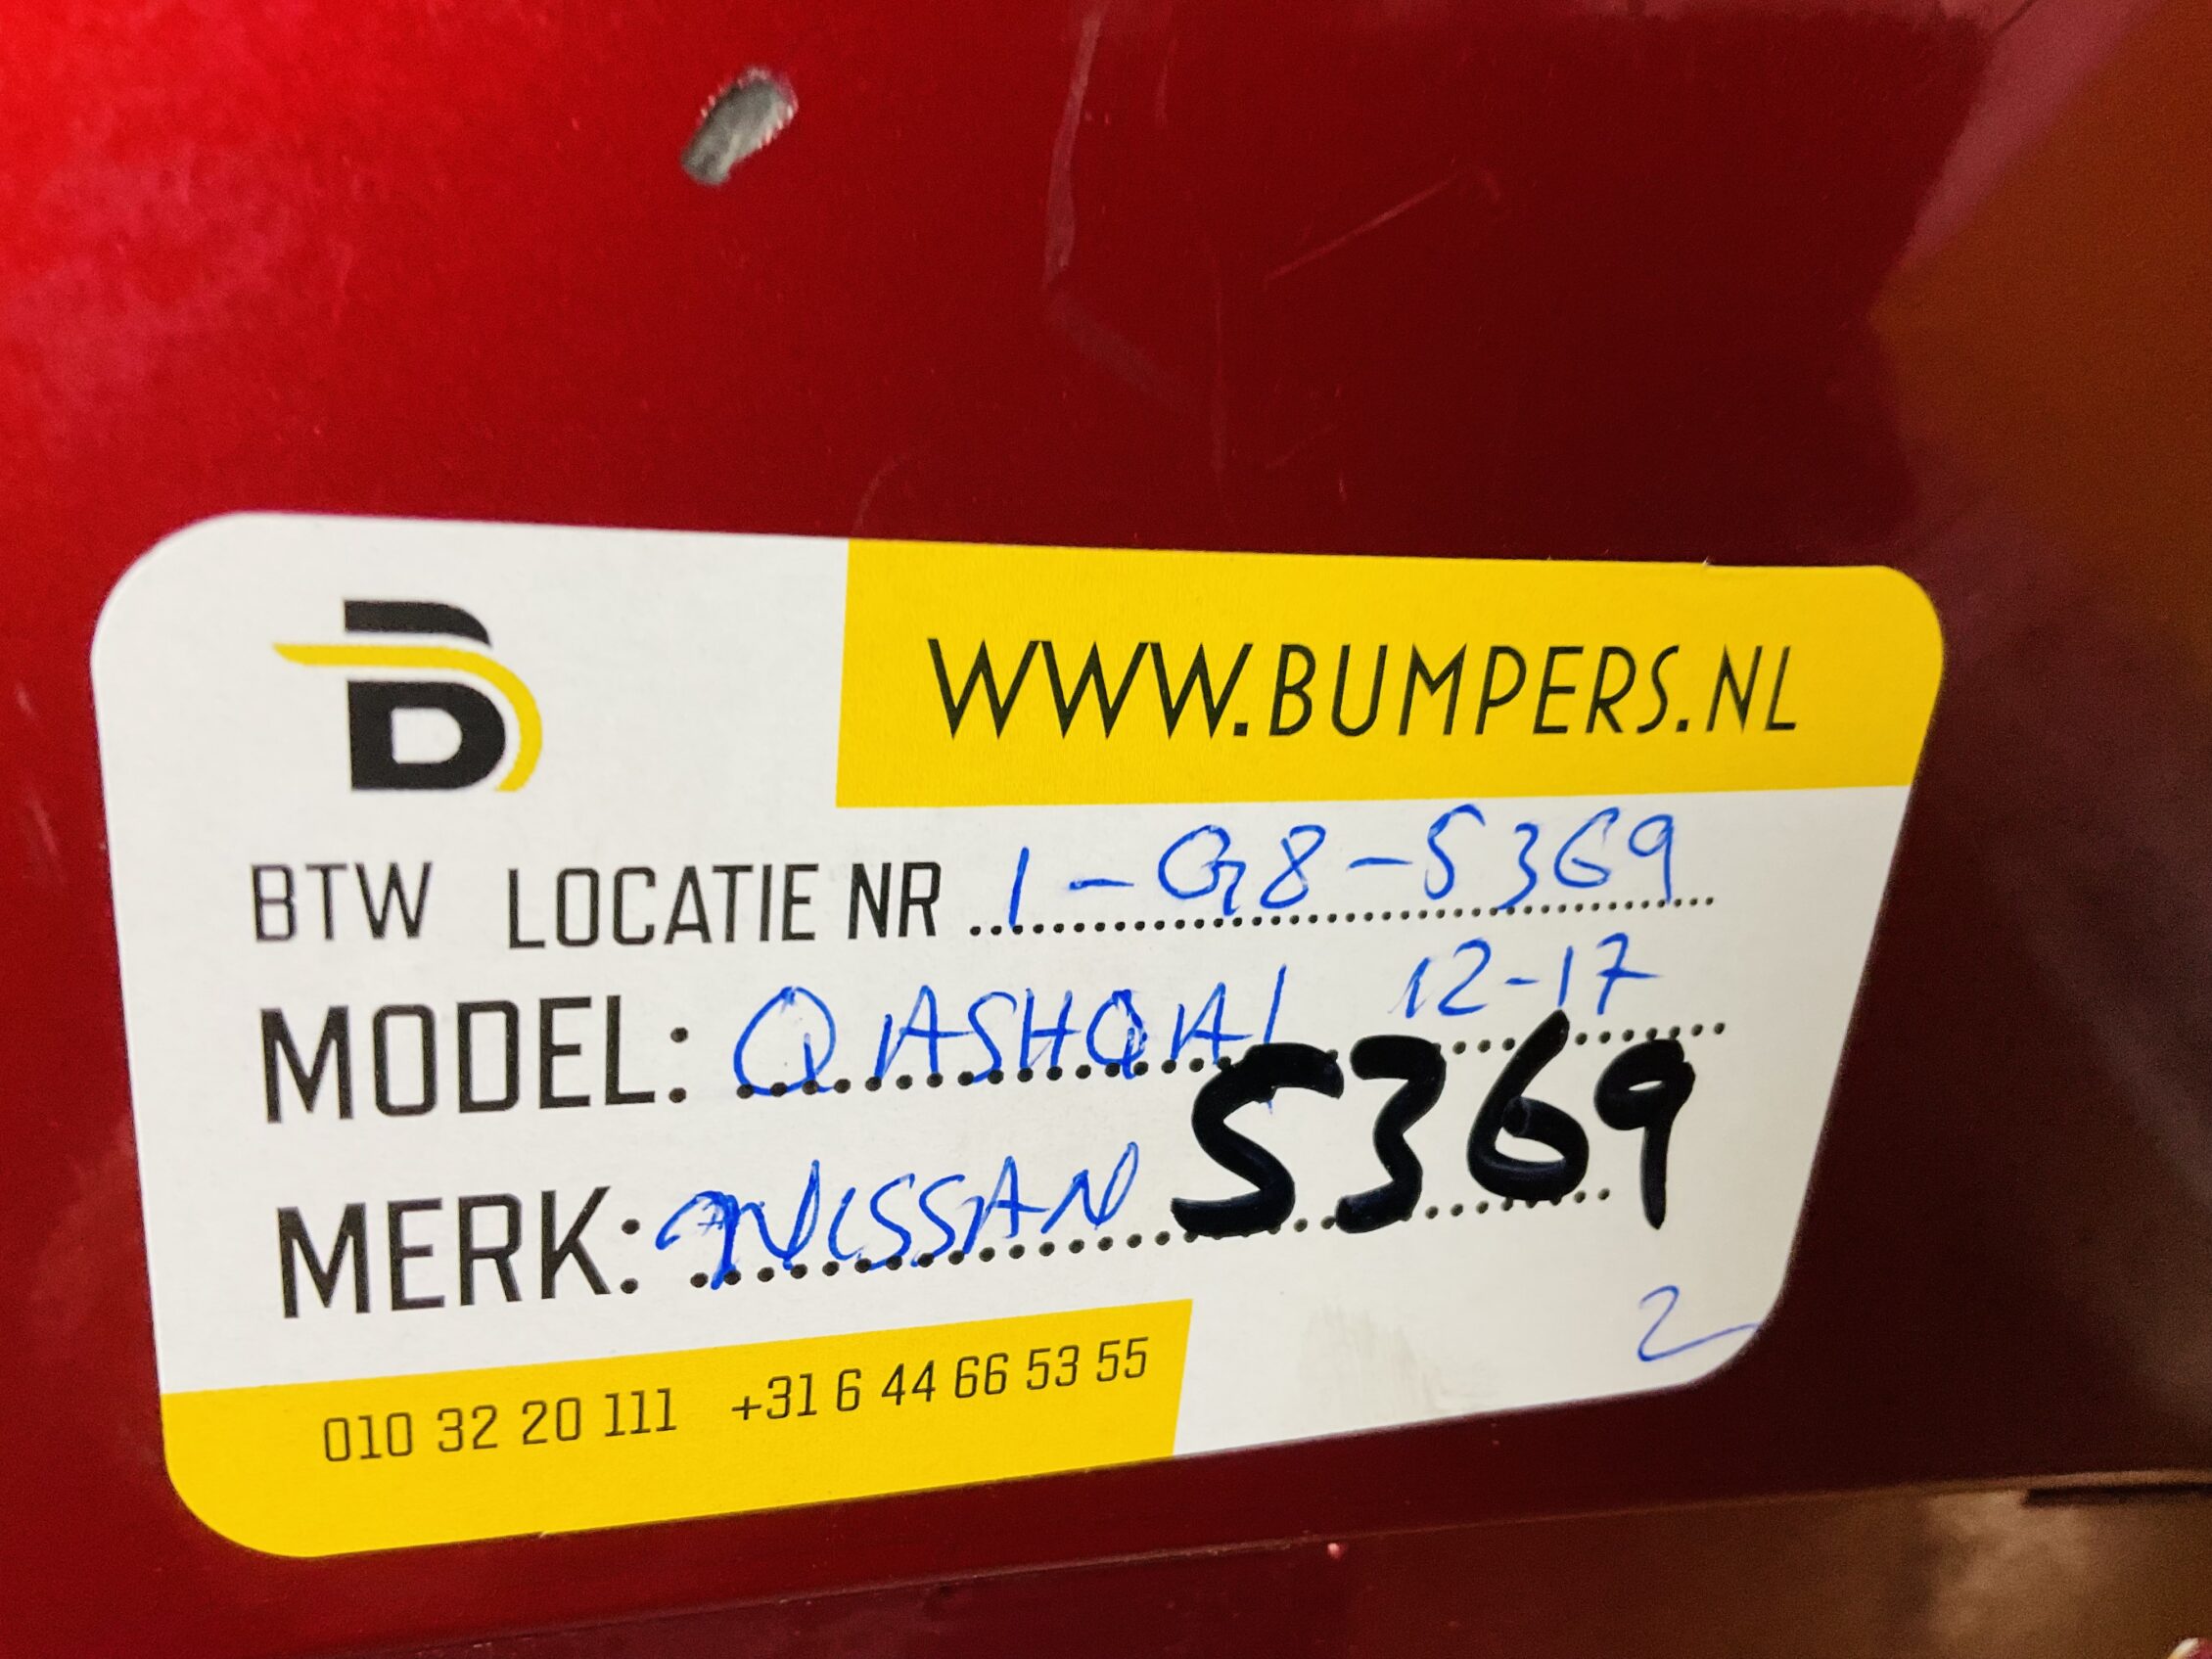 B
WWW.BUMPERS.NL
BTW LOCATIE NR 1-G8-5369
MODEL: QASHQAI 12-17
MERK: NISSAN 5369
2
010 32 20 111 +31 6 44 66 53 55